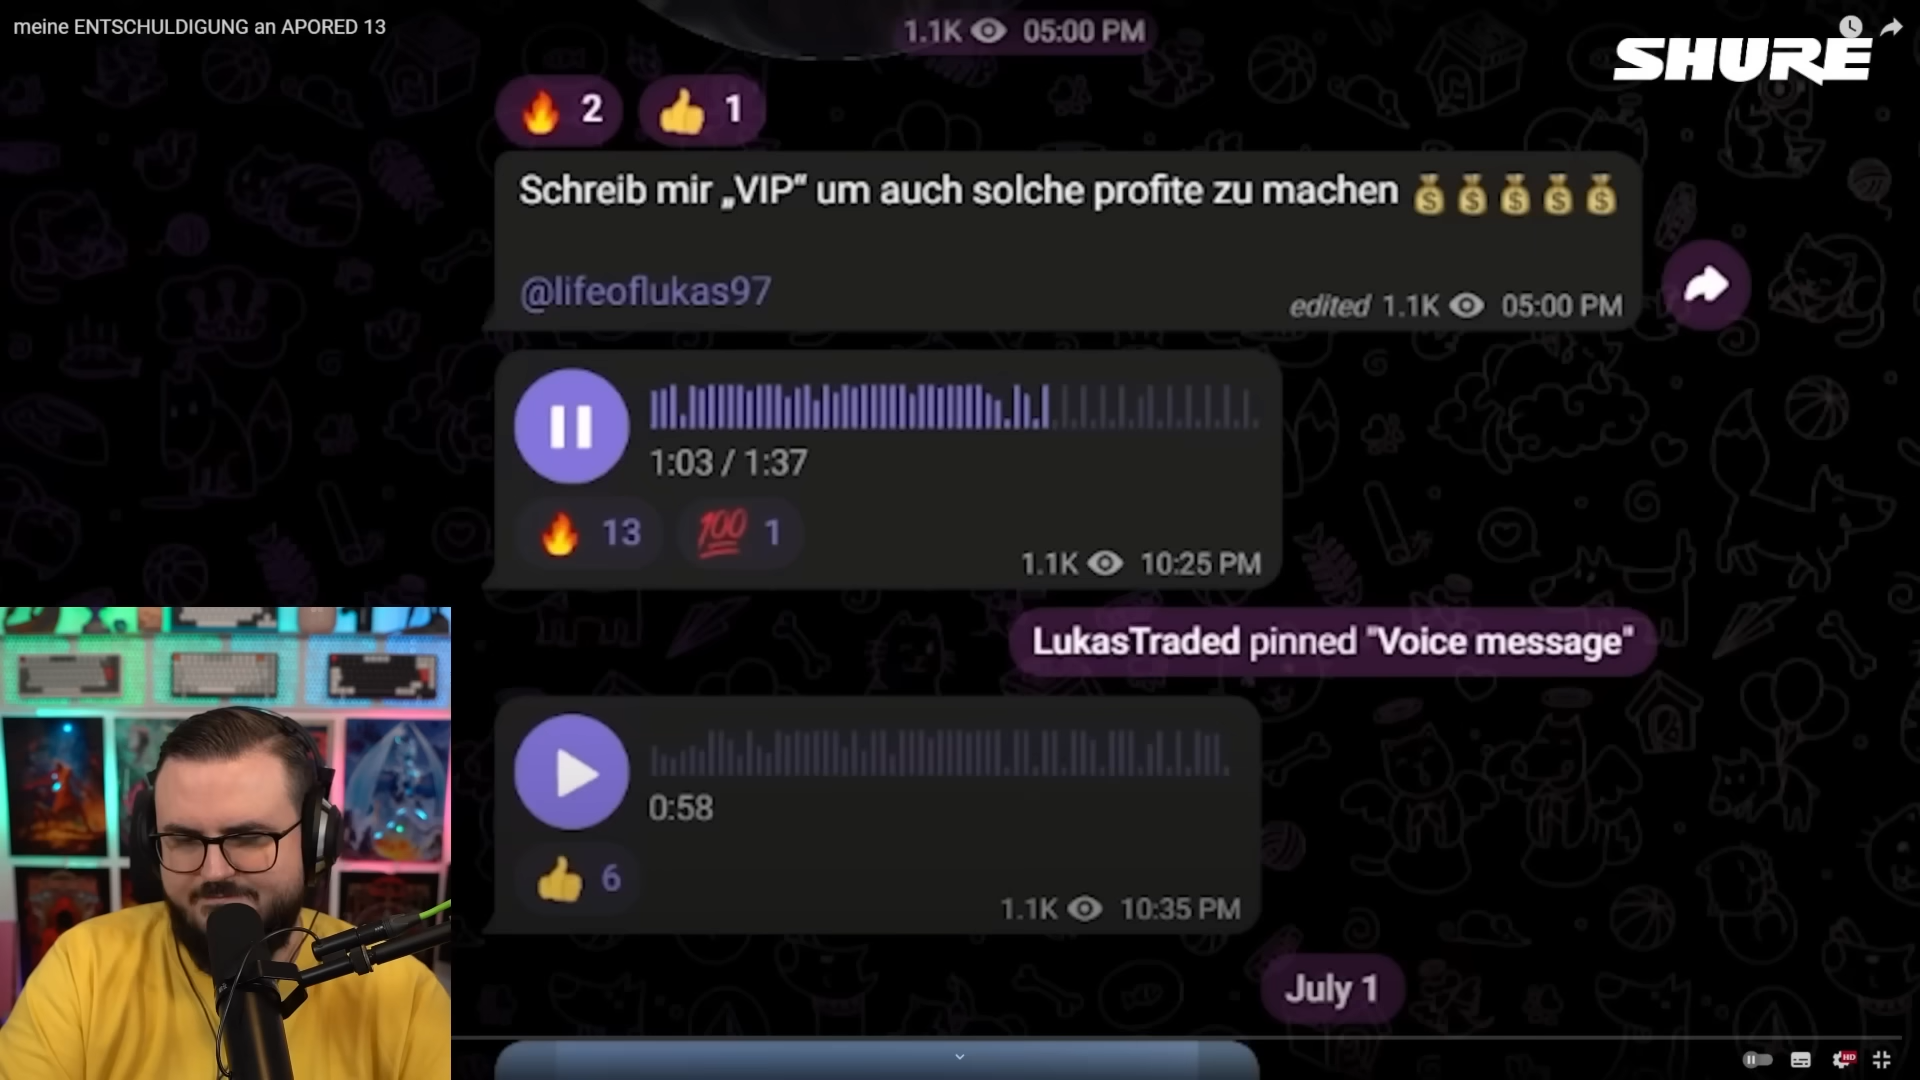 meine ENTSCHULDIGUNG an APORED 13
1.1K 05:00 PM
SHURE
🔥 2 👍 1
Schreib mir „VIP“ um auch solche profite zu machen 💰💰💰💰💰
@lifeoflukas97
edited 1.1K 05:00 PM
1:03 / 1:37
🔥 13 💯 1
1.1K 10:25 PM
LukasTraded pinned "Voice message"
0:58
👍 6
1.1K 10:35 PM
July 1
HD